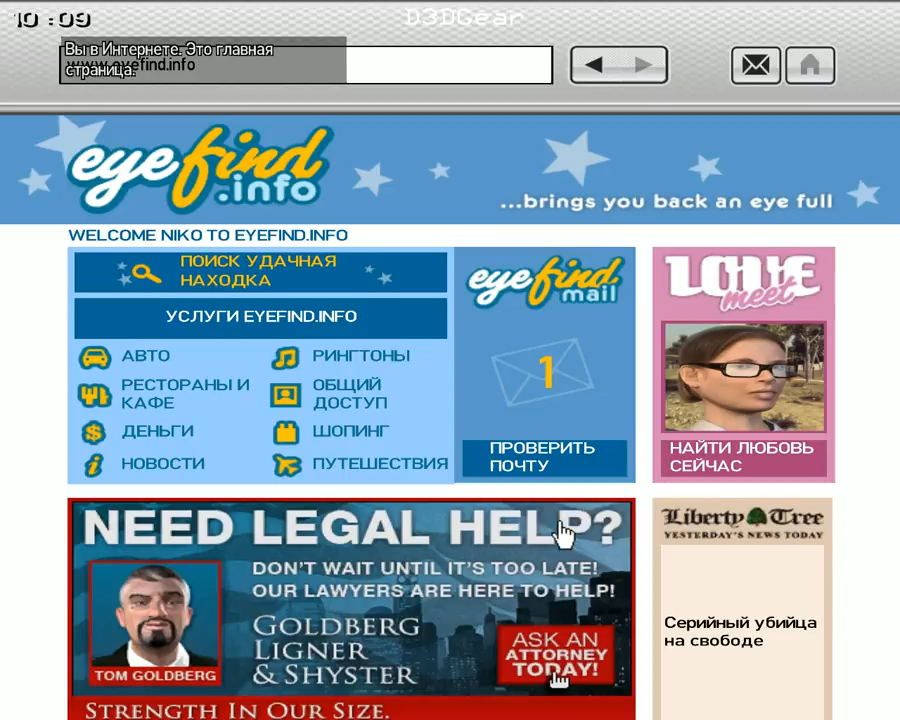 10:09
D3DGear
Вы в Интернете. Это главная
страница.
www.eyefind.info
eyefind
.info
...brings you back an eye full
WELCOME NIKO TO EYEFIND.INFO
ПОИСК УДАЧНАЯ
НАХОДКА
УСЛУГИ EYEFIND.INFO
АВТО
РИНГТОНЫ
РЕСТОРАНЫ И
КАФЕ
ОБЩИЙ
ДОСТУП
ДЕНЬГИ
ШОПИНГ
НОВОСТИ
ПУТЕШЕСТВИЯ
eyefind
mail
1
ПРОВЕРИТЬ
ПОЧТУ
LOVE
meet
НАЙТИ ЛЮБОВЬ
СЕЙЧАС
NEED LEGAL HELP?
DON'T WAIT UNTIL IT'S TOO LATE!
OUR LAWYERS ARE HERE TO HELP!
GOLDBERG
LIGNER
& SHYSTER
TOM GOLDBERG
ASK AN
ATTORNEY
TODAY!
STRENGTH IN OUR SIZE.
Liberty Tree
YESTERDAY'S NEWS TODAY
Серийный убийца
на свободе